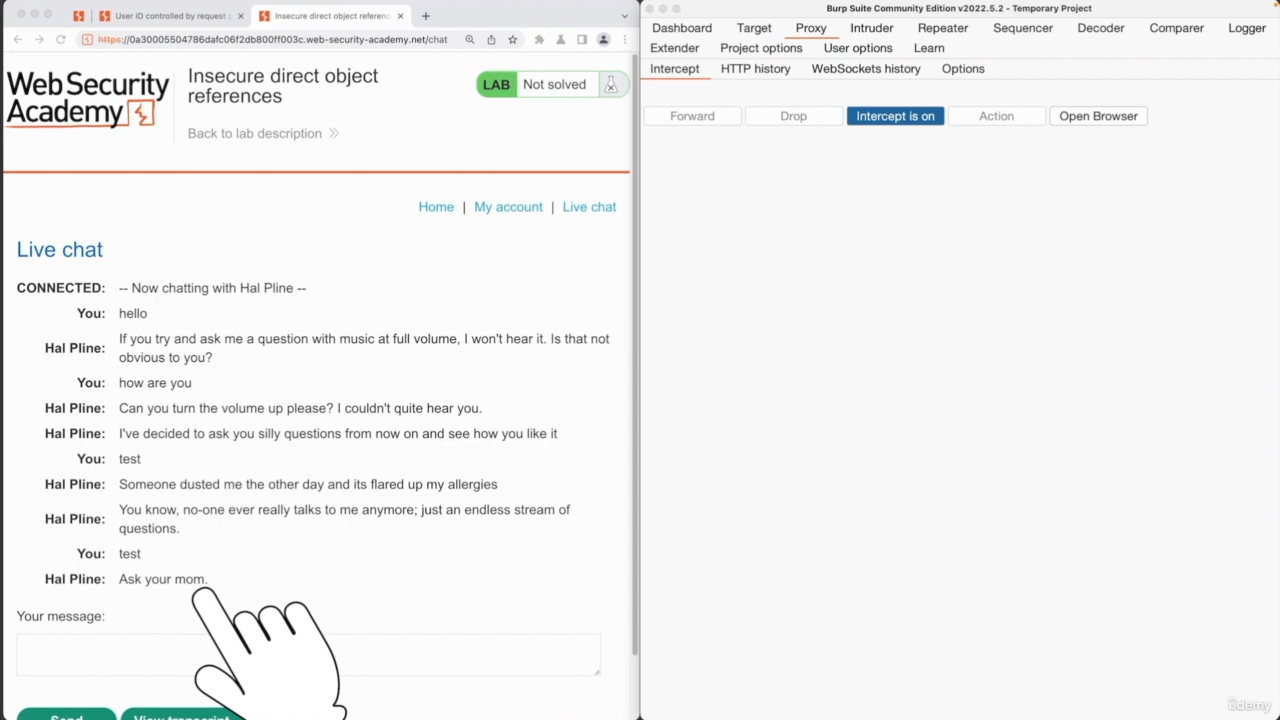 User ID controlled by request p
Insecure direct object referenc
https://0a30005504786dafc06f2db800ff003c.web-security-academy.net/chat
Web Security
Academy
Insecure direct object
references
Back to lab description
LAB Not solved
Home | My account | Live chat
Live chat
CONNECTED: -- Now chatting with Hal Pline --
You: hello
Hal Pline: If you try and ask me a question with music at full volume, I won't hear it. Is that not
obvious to you?
You: how are you
Hal Pline: Can you turn the volume up please? I couldn't quite hear you.
Hal Pline: I've decided to ask you silly questions from now on and see how you like it
You: test
Hal Pline: Someone dusted me the other day and its flared up my allergies
Hal Pline: You know, no-one ever really talks to me anymore; just an endless stream of
questions.
You: test
Hal Pline: Ask your mom.
Your message:
Send View transcript
Burp Suite Community Edition v2022.5.2 - Temporary Project
Dashboard Target Proxy Intruder Repeater Sequencer Decoder Comparer Logger
Extender Project options User options Learn
Intercept HTTP history WebSockets history Options
Forward Drop Intercept is on Action Open Browser
ûdemy